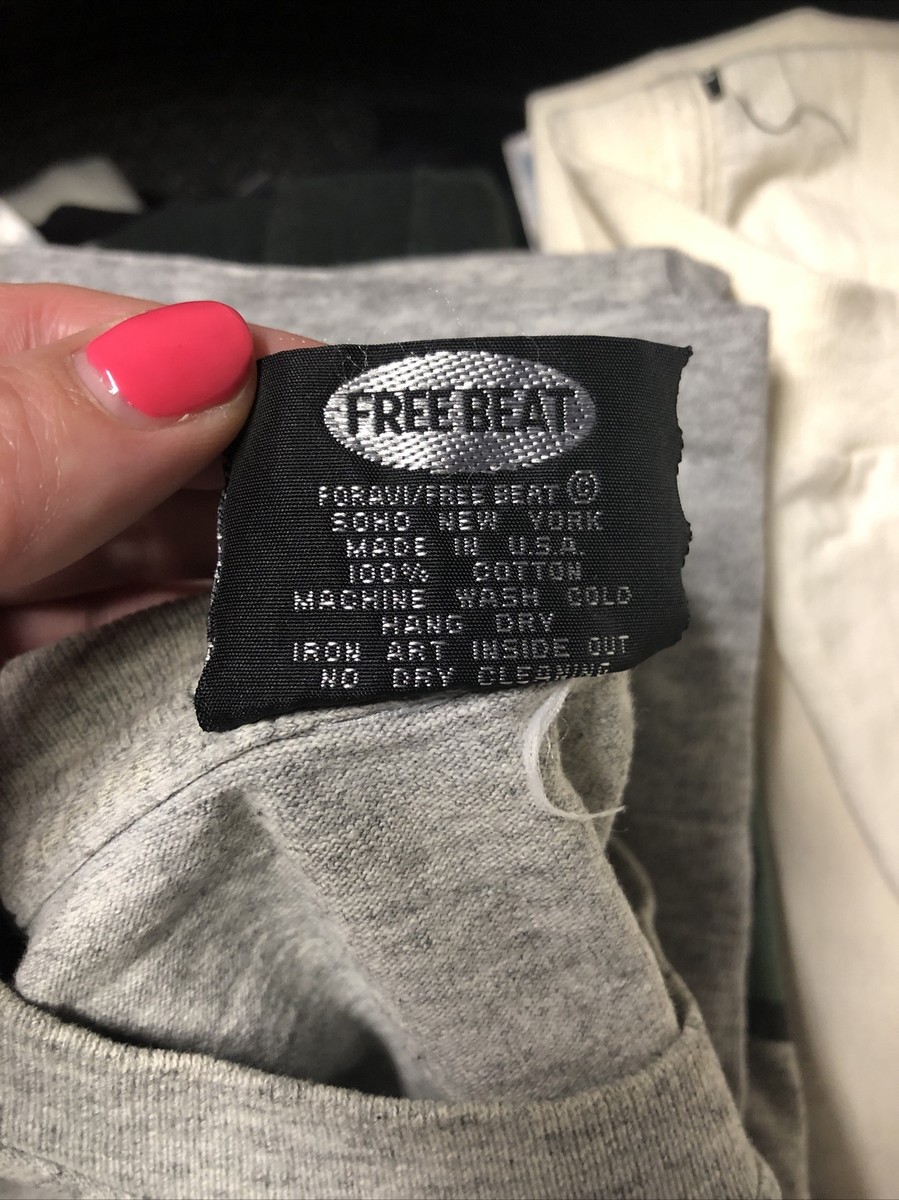 FREE BEAT
PORAVI/FREE BEAT ©
SOHO NEW YORK
MADE IN U.S.A.
100% COTTON
MACHINE WASH COLD
HANG DRY
IRON ART INSIDE OUT
NO DRY CLEANING